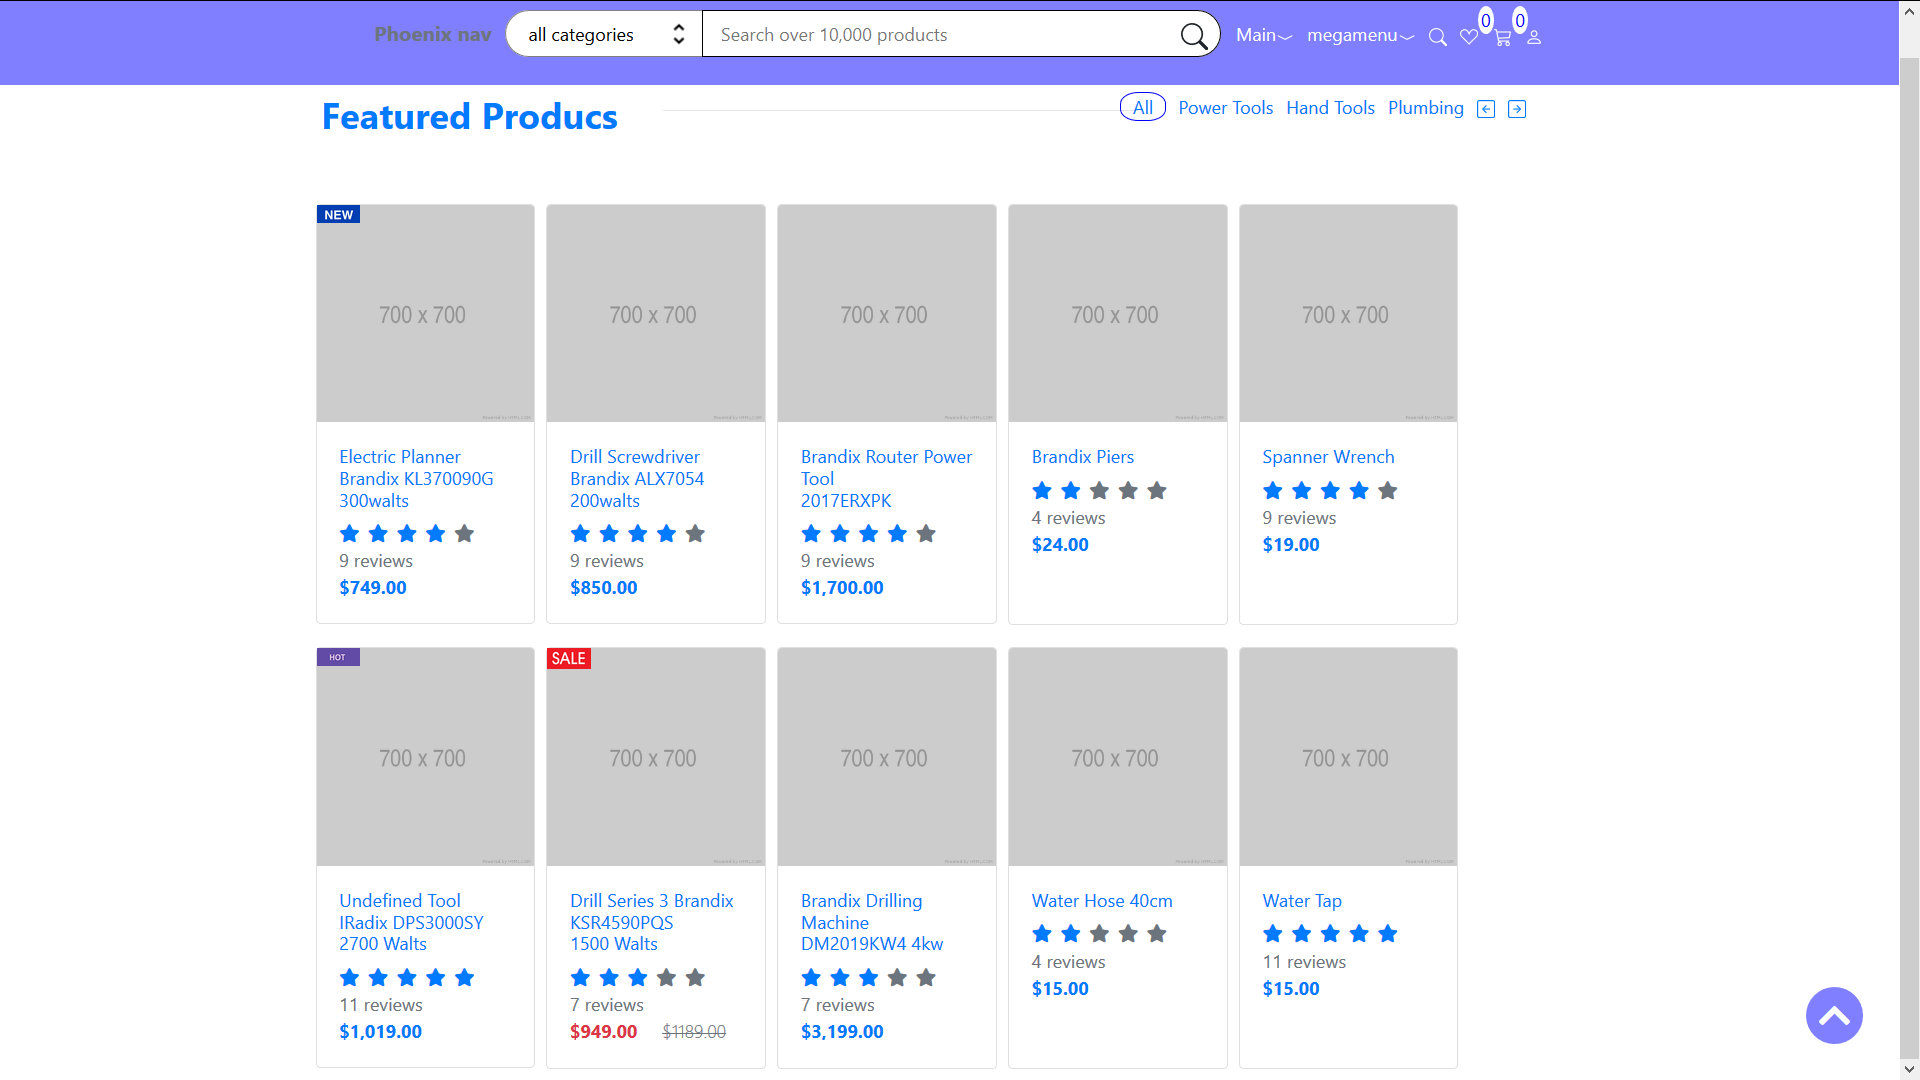 Phoenix nav
all categories
Search over 10,000 products
Main
megamenu
0
0
Featured Producs
All
Power Tools
Hand Tools
Plumbing
NEW
700 x 700
700 x 700
700 x 700
700 x 700
700 x 700
Electric Planner
Brandix KL370090G
300walts
9 reviews
$749.00
Drill Screwdriver
Brandix ALX7054
200walts
9 reviews
$850.00
Brandix Router Power
Tool
2017ERXPK
9 reviews
$1,700.00
Brandix Piers
4 reviews
$24.00
Spanner Wrench
9 reviews
$19.00
HOT
SALE
700 x 700
700 x 700
700 x 700
700 x 700
700 x 700
Undefined Tool
IRadix DPS3000SY
2700 Walts
11 reviews
$1,019.00
Drill Series 3 Brandix
KSR4590PQS
1500 Walts
7 reviews
$949.00 $1189.00
Brandix Drilling
Machine
DM2019KW4 4kw
7 reviews
$3,199.00
Water Hose 40cm
4 reviews
$15.00
Water Tap
11 reviews
$15.00